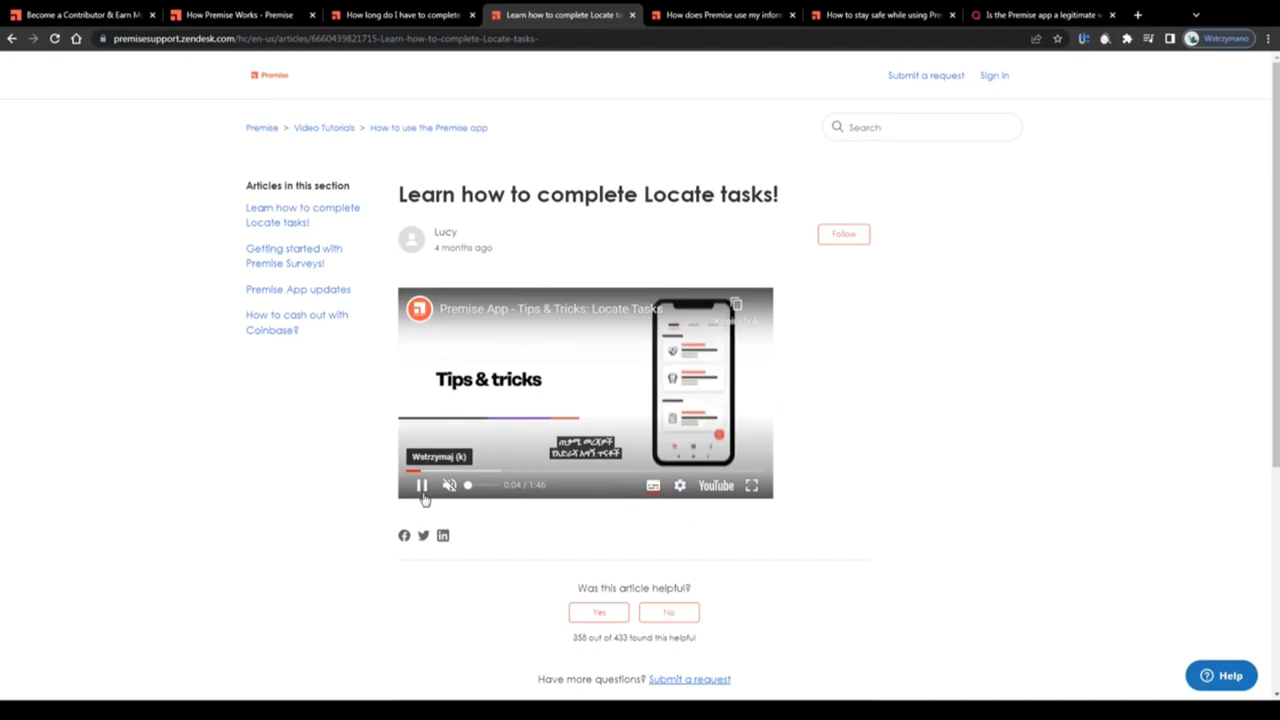 Become a Contributor & Earn M
How Premise Works - Premise
How long do I have to complete
Learn how to complete Locate ta
How does Premise use my inform
How to stay safe while using Pre
Is the Premise app a legitimate w
premisesupport.zendesk.com/hc/en-us/articles/6660439821715-Learn-how-to-complete-Locate-tasks-
Wstrzymano
Premise
Submit a request
Sign in
Premise > Video Tutorials > How to use the Premise app
Search
Articles in this section
Learn how to complete
Locate tasks!
Getting started with
Premise Surveys!
Premise App updates
How to cash out with
Coinbase?
Learn how to complete Locate tasks!
Lucy
4 months ago
Follow
Premise App - Tips & Tricks: Locate Tasks
Kopiuj link
Tips & tricks
ጠቃሚ መረጃዎች
Wstrzymaj (k)
0:04 / 1:46
YouTube
Was this article helpful?
Yes
No
358 out of 433 found this helpful
Have more questions? Submit a request
Help